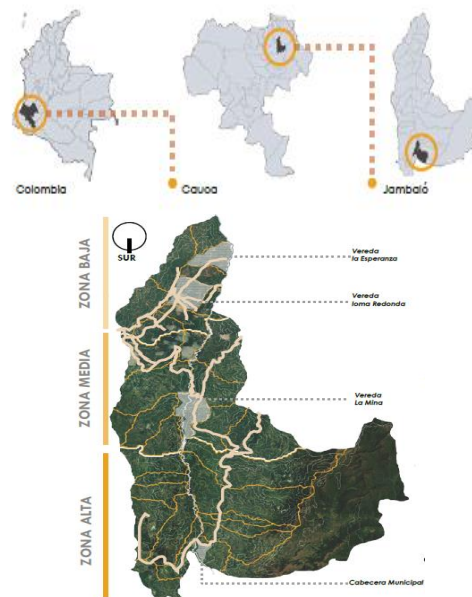 Colombia
Cauca
Jambaló
SUR
ZONA BAJA
Vereda
la Esperanza
Vereda
loma Redonda
ZONA MEDIA
Vereda
La Mina
ZONA ALTA
Cabecera Municipal